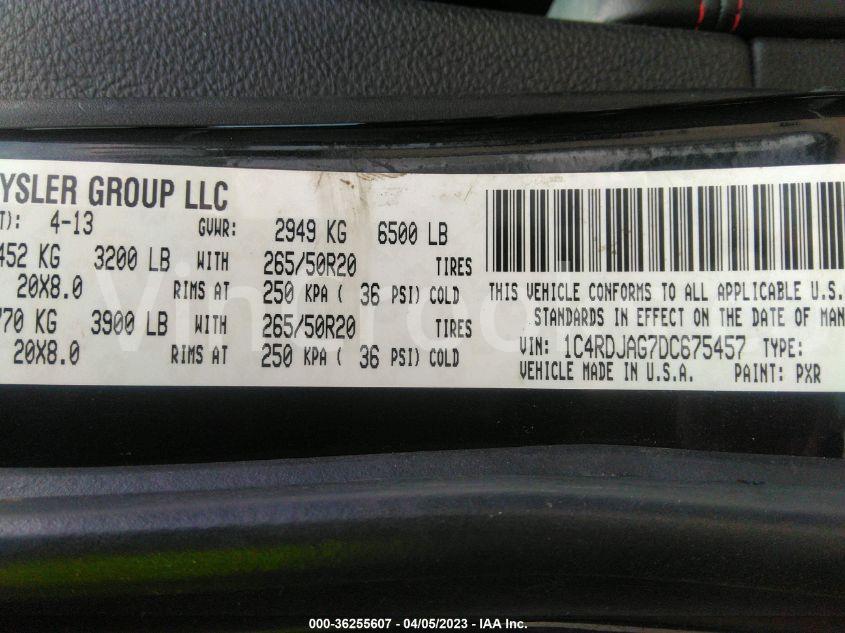 YSLER GROUP LLC
T): 4-13 GVWR: 2949 KG 6500 LB
452 KG 3200 LB WITH 265/50R20 TIRES
20X8.0 RIMS AT 250 KPA ( 36 PSI) COLD
770 KG 3900 LB WITH 265/50R20 TIRES
20X8.0 RIMS AT 250 KPA ( 36 PSI) COLD
THIS VEHICLE CONFORMS TO ALL APPLICABLE U.S.
STANDARDS IN EFFECT ON THE DATE OF MAN
VIN: 1C4RDJAG7DC675457 TYPE:
VEHICLE MADE IN U.S.A. PAINT: PXR
000-36255607 - 04/05/2023 - IAA Inc.